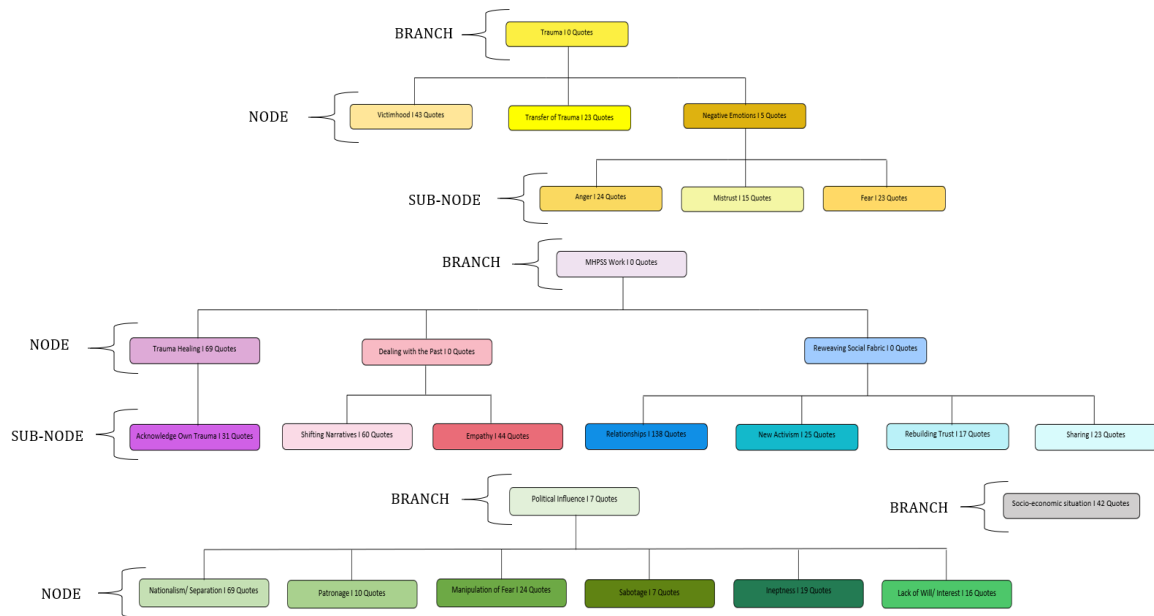 BRANCH
Trauma I 0 Quotes
NODE
Victimhood I 43 Quotes
Transfer of Trauma I 23 Quotes
Negative Emotions I 5 Quotes
SUB-NODE
Anger I 24 Quotes
Mistrust I 15 Quotes
Fear I 23 Quotes
BRANCH
MHPSS Work I 0 Quotes
NODE
Trauma Healing I 69 Quotes
Dealing with the Past I 0 Quotes
Reweaving Social Fabric I 0 Quotes
SUB-NODE
Acknowledge Own Trauma I 31 Quotes
Shifting Narratives I 60 Quotes
Empathy I 44 Quotes
Relationships I 138 Quotes
New Activism I 25 Quotes
Rebuilding Trust I 17 Quotes
Sharing I 23 Quotes
BRANCH
Political Influence I 7 Quotes
BRANCH
Socio-economic situation I 42 Quotes
NODE
Nationalism/ Separation I 69 Quotes
Patronage I 10 Quotes
Manipulation of Fear I 24 Quotes
Sabotage I 7 Quotes
Ineptness I 19 Quotes
Lack of Will/ Interest I 16 Quotes